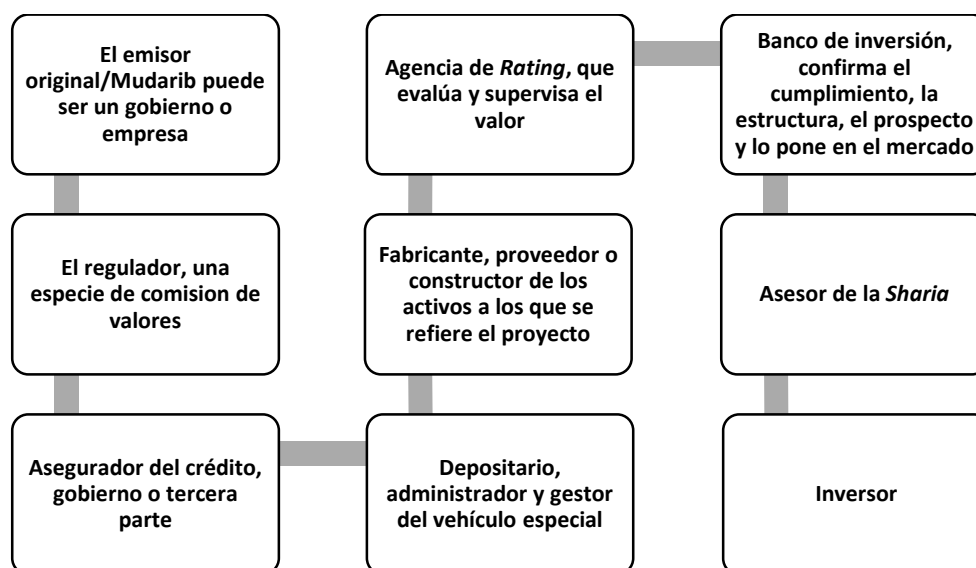 El emisor
original/Mudarib puede
ser un gobierno o
empresa
El regulador, una
especie de comision de
valores
Asegurador del crédito,
gobierno o tercera
parte
Depositario,
administrador y gestor
del vehículo especial
Fabricante, proveedor o
constructor de los
activos a los que se
refiere el proyecto
Agencia de Rating, que
evalúa y supervisa el
valor
Banco de inversión,
confirma el
cumplimiento, la
estructura, el prospecto
y lo pone en el mercado
Asesor de la Sharia
Inversor